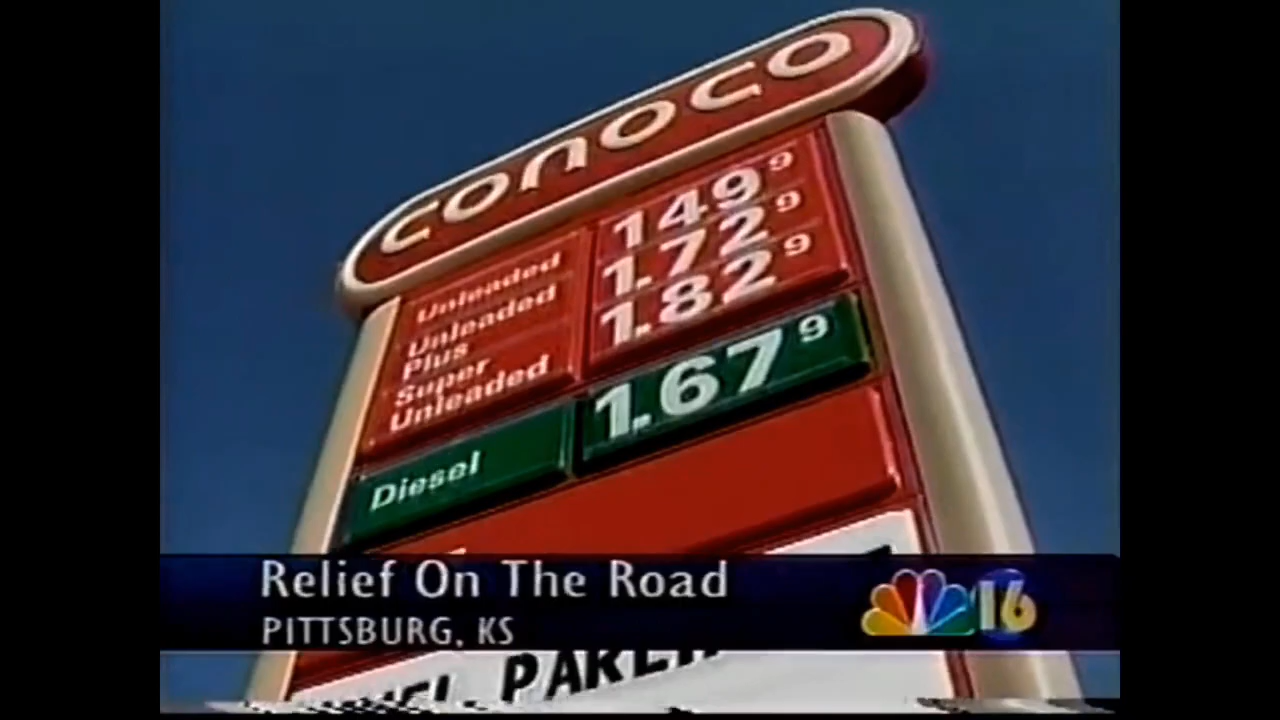 conoco
Unleaded 149 9
Unleaded Plus 1.72 9
Super Unleaded 1.82 9
Diesel 1.67 9
Relief On The Road
PITTSBURG, KS
16